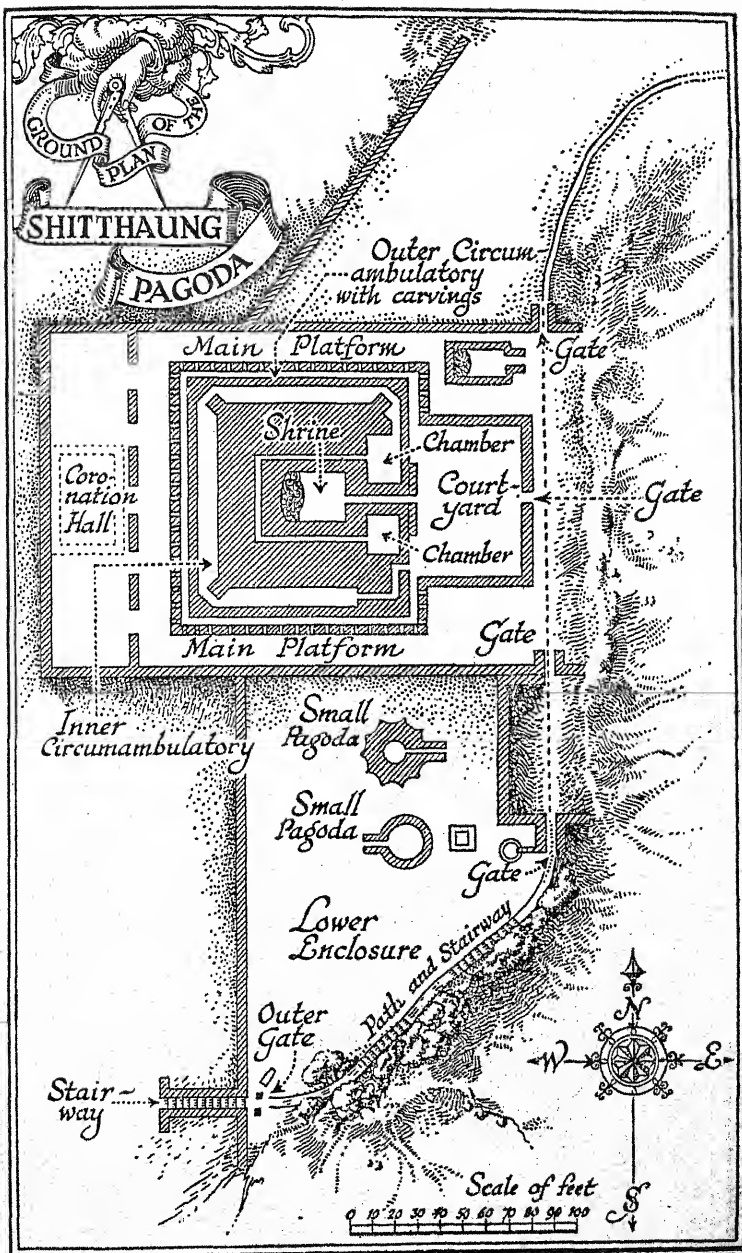 GROUND PLAN OF THE
SHITTHAUNG
PAGODA
Outer Circum-
ambulatory
with carvings
Main Platform
Gate
Shrine
Chamber
Coro-
nation
Hall
Court-
yard
Gate
Chamber
Main Platform
Gate
Inner
Circumambulatory
Small
Pagoda
Small
Pagoda
Gate
Lower
Enclosure
Path and Stairway
Outer
Gate
Stair-
way
N
W
E
S
Scale of feet
0 10 20 30 40 50 60 70 80 90 100